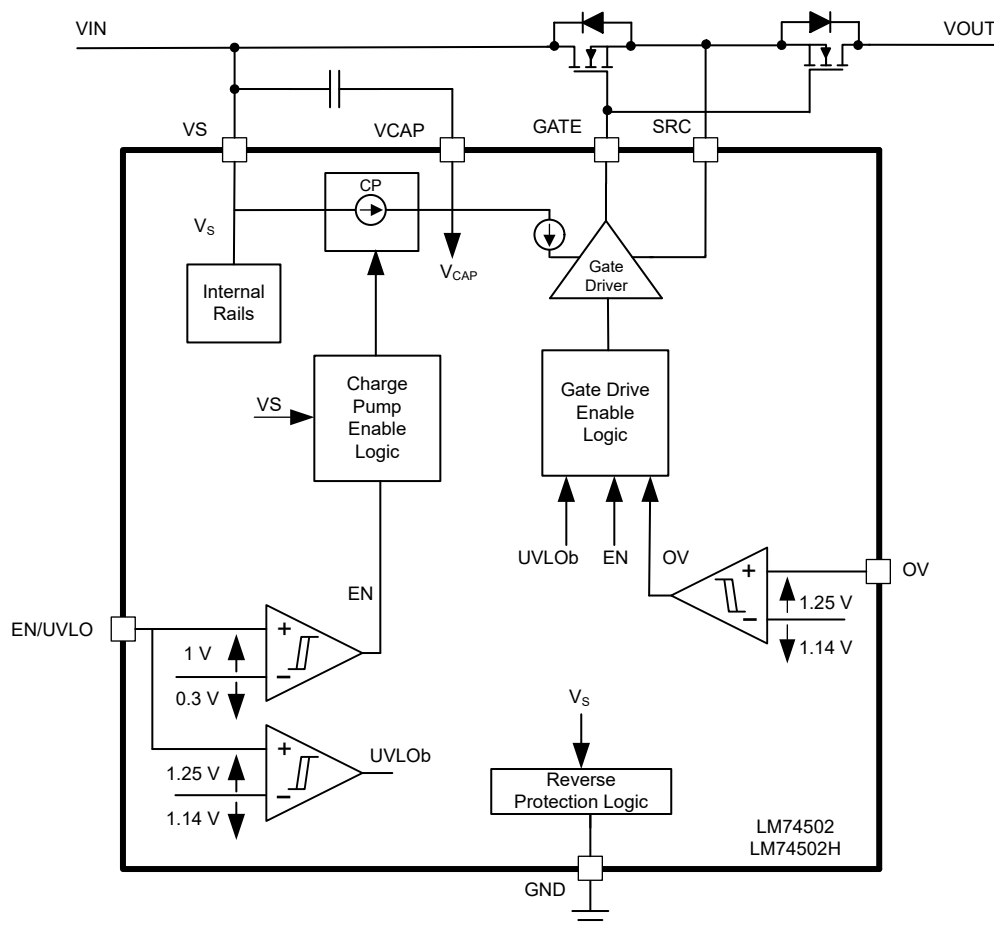 VIN
VOUT
VS
VCAP
GATE
SRC
CP
VS
VCAP
Internal
Rails
Gate
Driver
Charge
Pump
Enable
Logic
VS
Gate Drive
Enable
Logic
UVLOb
EN
OV
OV
+
1.25 V
−
1.14 V
EN
EN/UVLO
+
1 V
−
0.3 V
+
UVLOb
1.25 V
−
1.14 V
VS
Reverse
Protection Logic
LM74502
LM74502H
GND